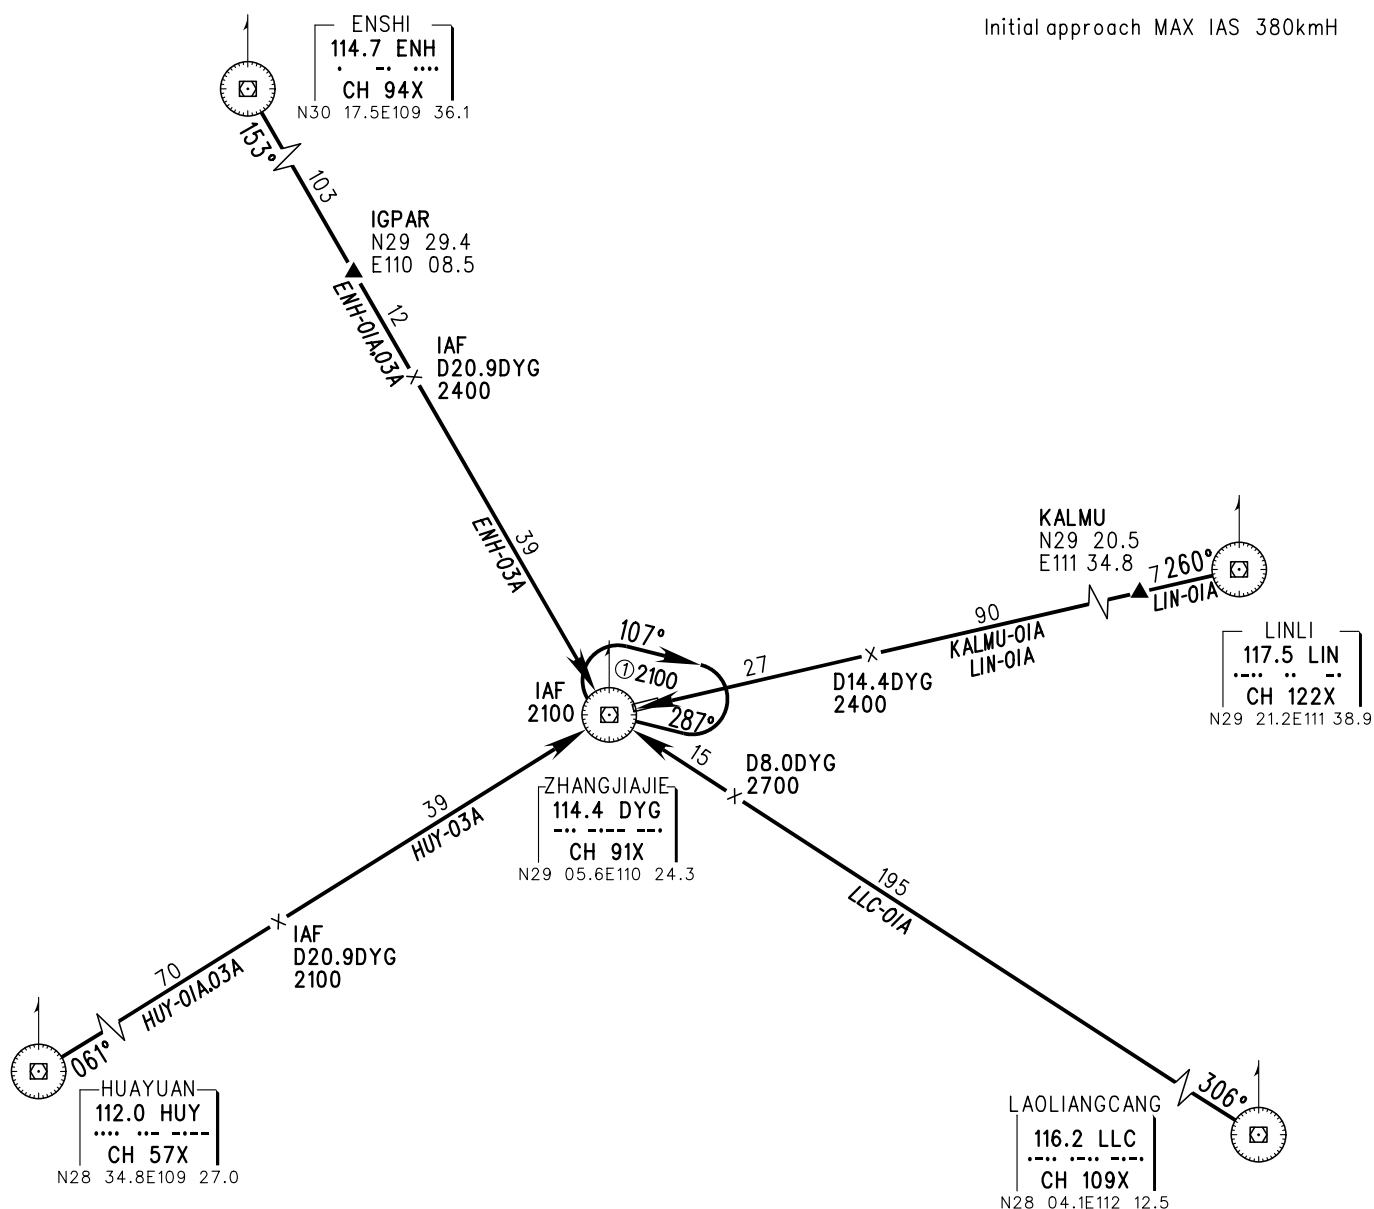 Initial approach MAX IAS 380kmH
ENSHI
114.7 ENH
CH 94X
N30 17.5E109 36.1
153°
103
IGPAR
N29 29.4
E110 08.5
12
ENH-01A,03A
IAF
D20.9DYG
2400
39
ENH-03A
KALMU
N29 20.5
E111 34.8
7
260°
LIN-01A
90
KALMU-01A
LIN-01A
LINLI
117.5 LIN
CH 122X
N29 21.2E111 38.9
107°
①2100
27
D14.4DYG
2400
IAF
2100
287°
15
D8.0DYG
2700
ZHANGJIAJIE
114.4 DYG
CH 91X
N29 05.6E110 24.3
39
HUY-03A
195
LLC-01A
IAF
D20.9DYG
2100
70
HUY-01A,03A
061°
HUAYUAN
112.0 HUY
CH 57X
N28 34.8E109 27.0
306°
LAOLIANGCANG
116.2 LLC
CH 109X
N28 04.1E112 12.5